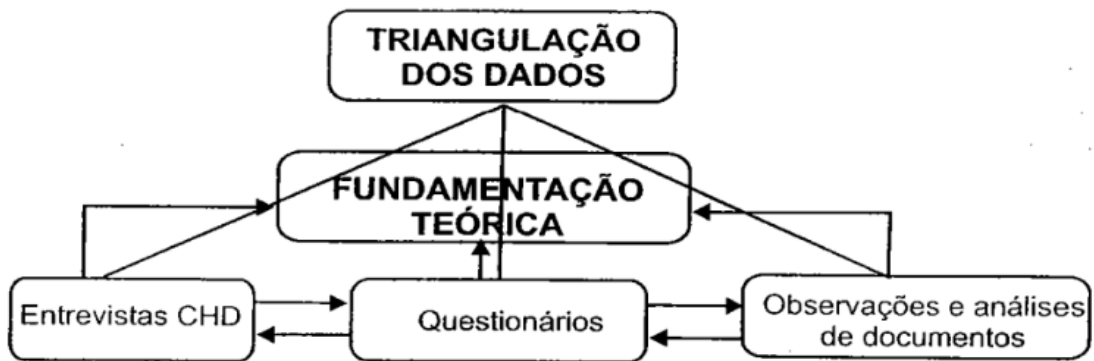 TRIANGULAÇÃO
DOS DADOS
FUNDAMENTAÇÃO
TEÓRICA
Entrevistas CHD
Questionários
Observações e análises
de documentos